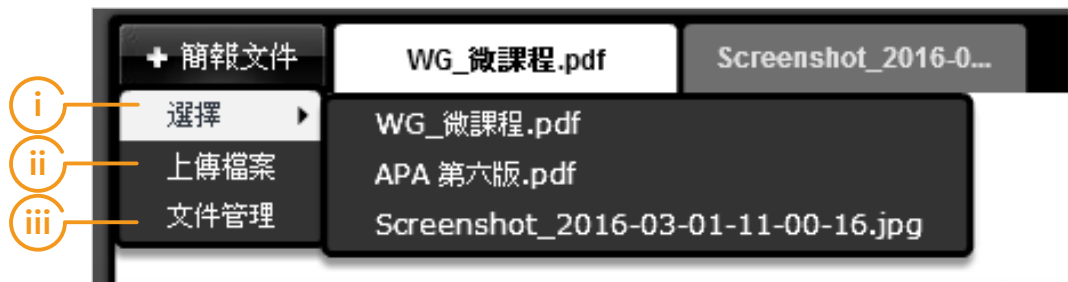 + 簡報文件 WG_微課程.pdf Screenshot_2016-0...
i 選擇 WG_微課程.pdf
ii 上傳檔案 APA 第六版.pdf
iii 文件管理 Screenshot_2016-03-01-11-00-16.jpg